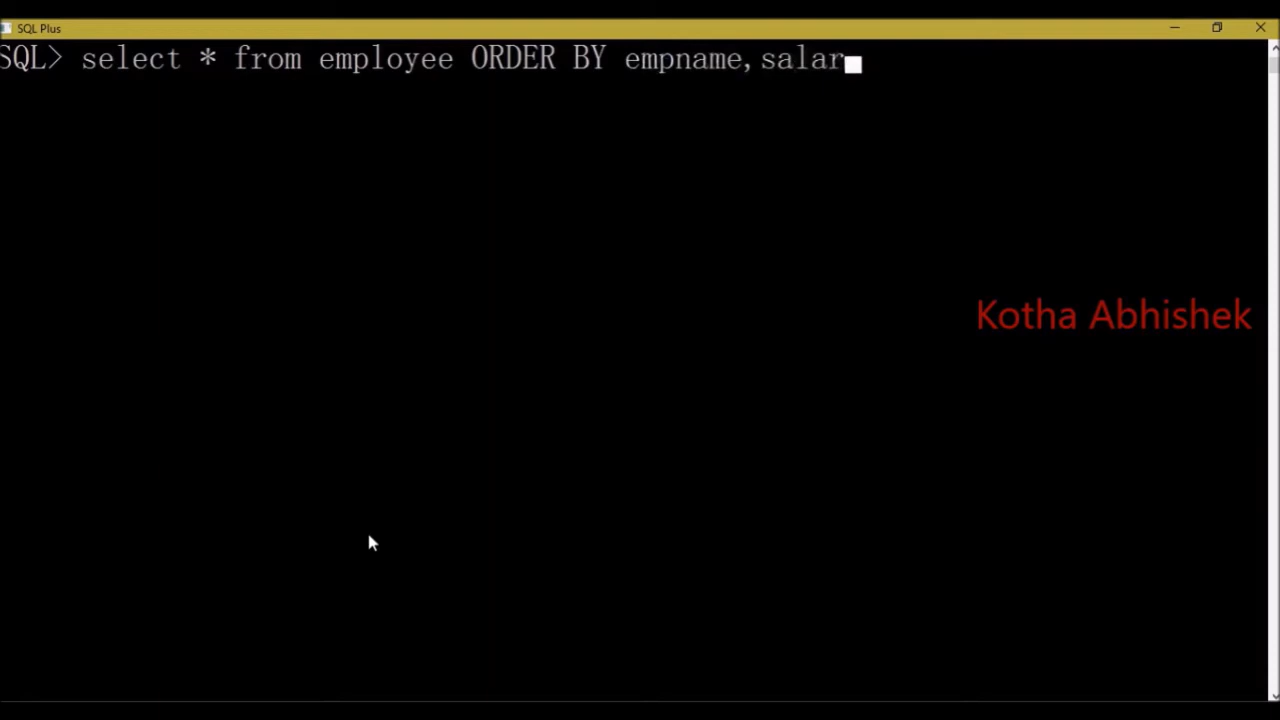 SQL Plus
SQL> select * from employee ORDER BY empname,salar
Kotha Abhishek